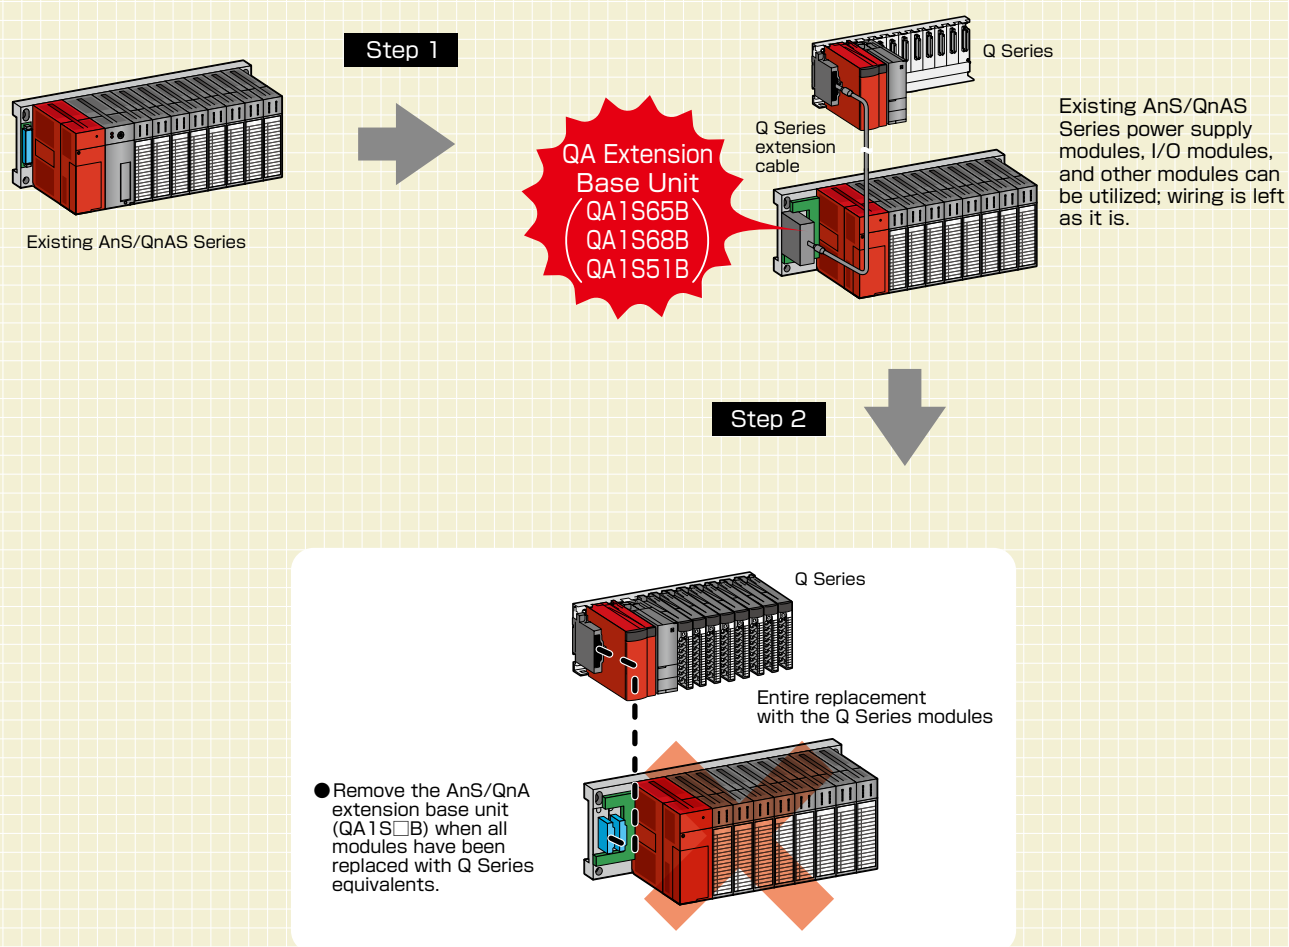 Step 1
Existing AnS/QnAS Series
QA Extension
Base Unit
(QA1S65B
QA1S68B
QA1S51B)
Q Series
Q Series
extension
cable
Existing AnS/QnAS
Series power supply
modules, I/O modules,
and other modules can
be utilized; wiring is left
as it is.
Step 2
Q Series
Entire replacement
with the Q Series modules
●Remove the AnS/QnA
extension base unit
(QA1S□B) when all
modules have been
replaced with Q Series
equivalents.